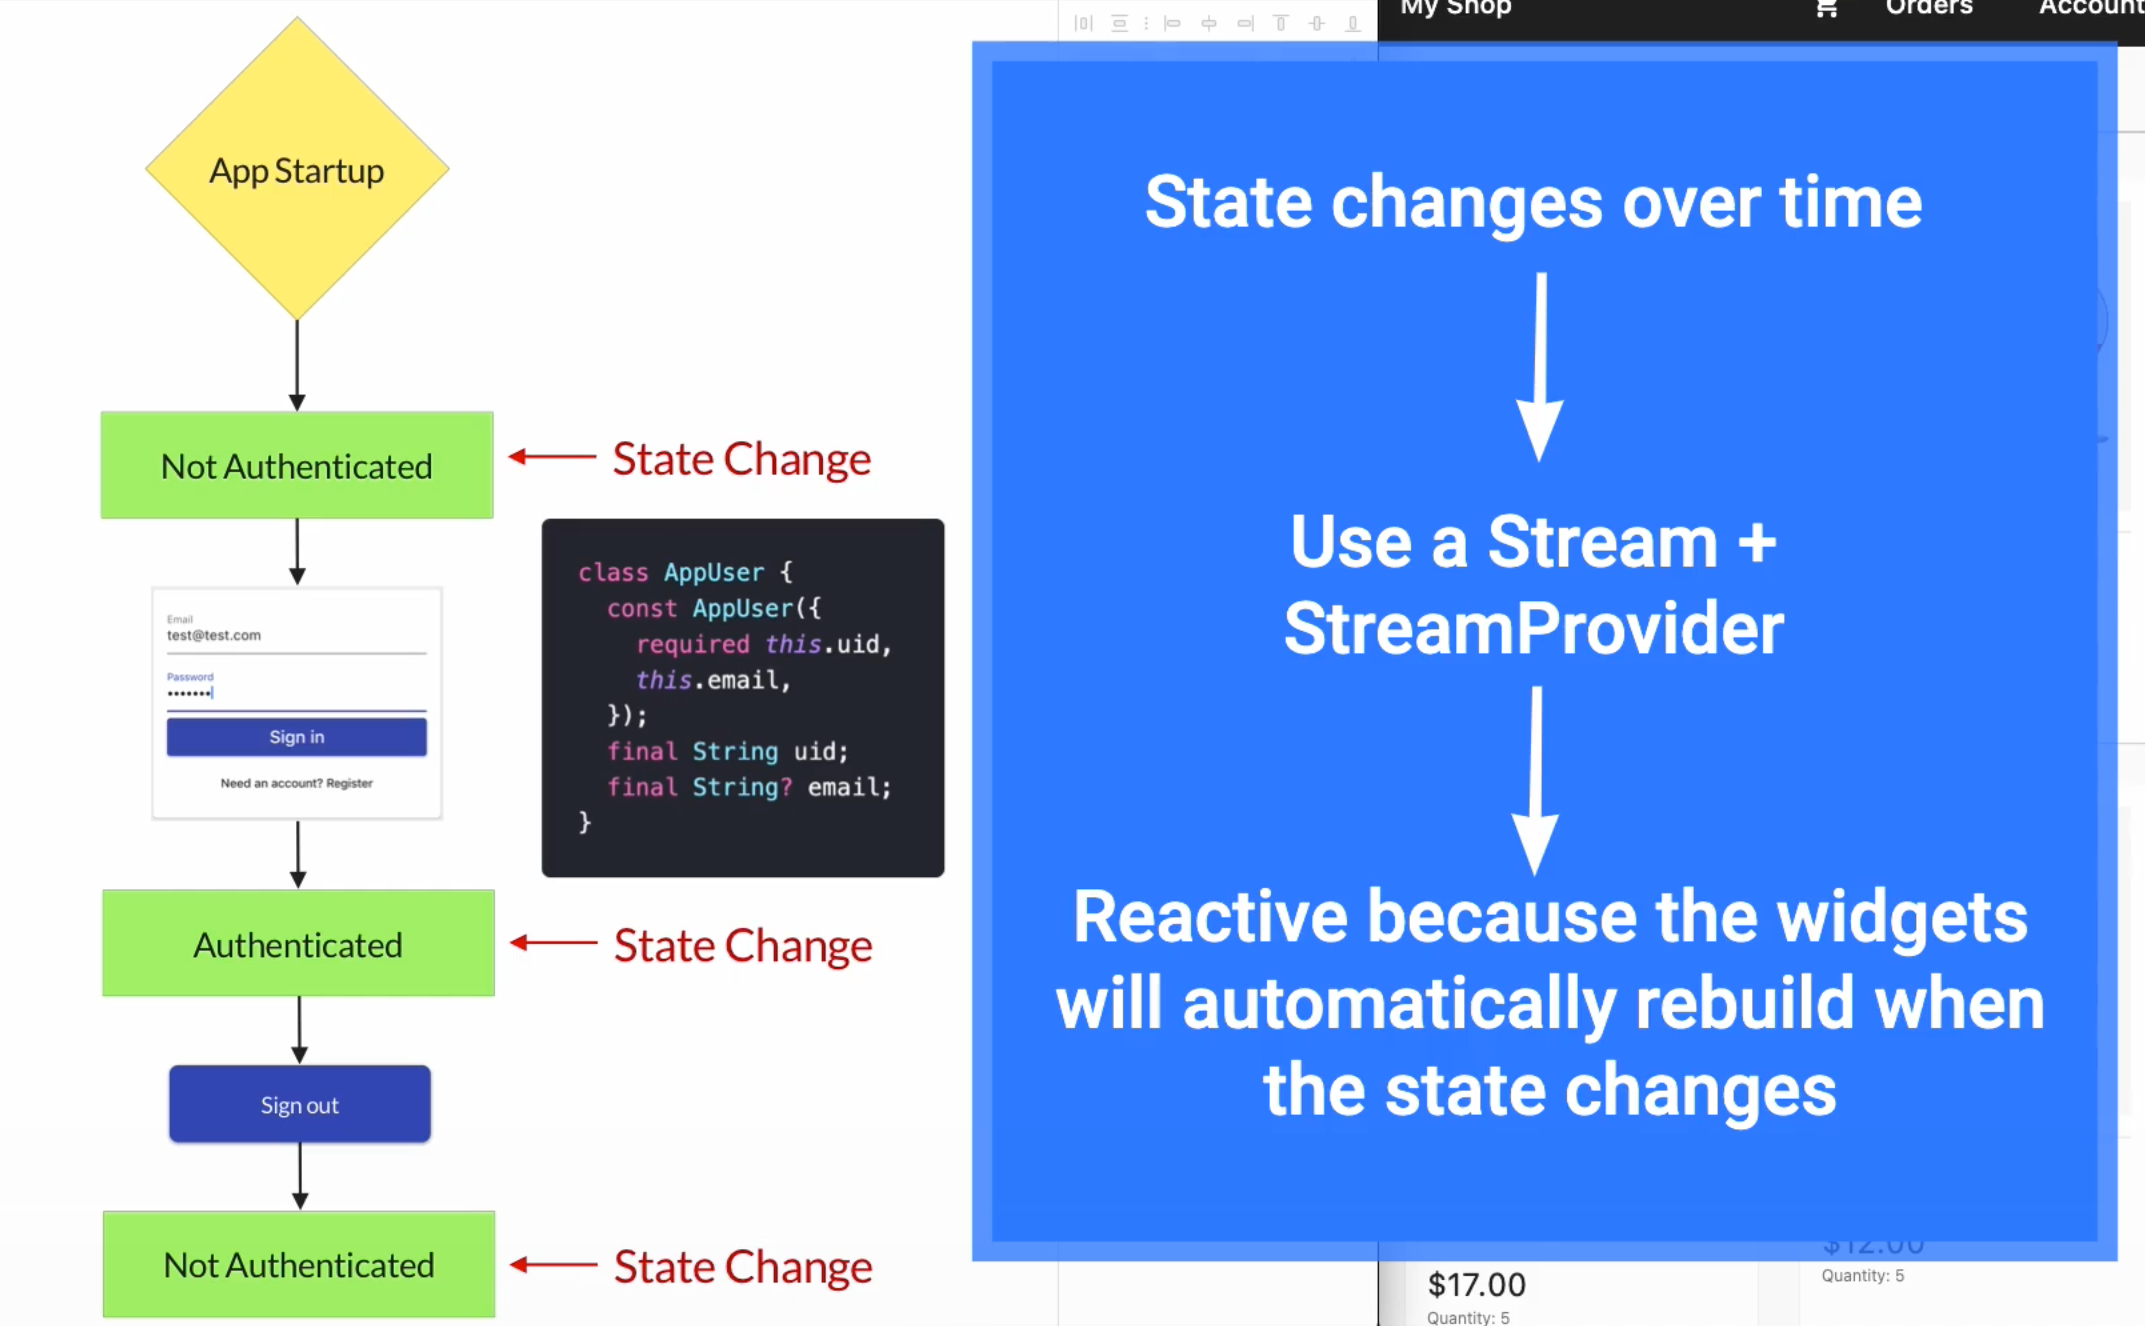 My Shop
Orders
Account
App Startup
Not Authenticated
State Change
Email
test@test.com
Password
Sign in
Need an account? Register
class AppUser {
const AppUser({
required this.uid,
this.email,
});
final String uid;
final String? email;
}
Authenticated
State Change
Sign out
Not Authenticated
State Change
State changes over time
Use a Stream +
StreamProvider
Reactive because the widgets
will automatically rebuild when
the state changes
$17.00
Quantity: 5
$12.00
Quantity: 5